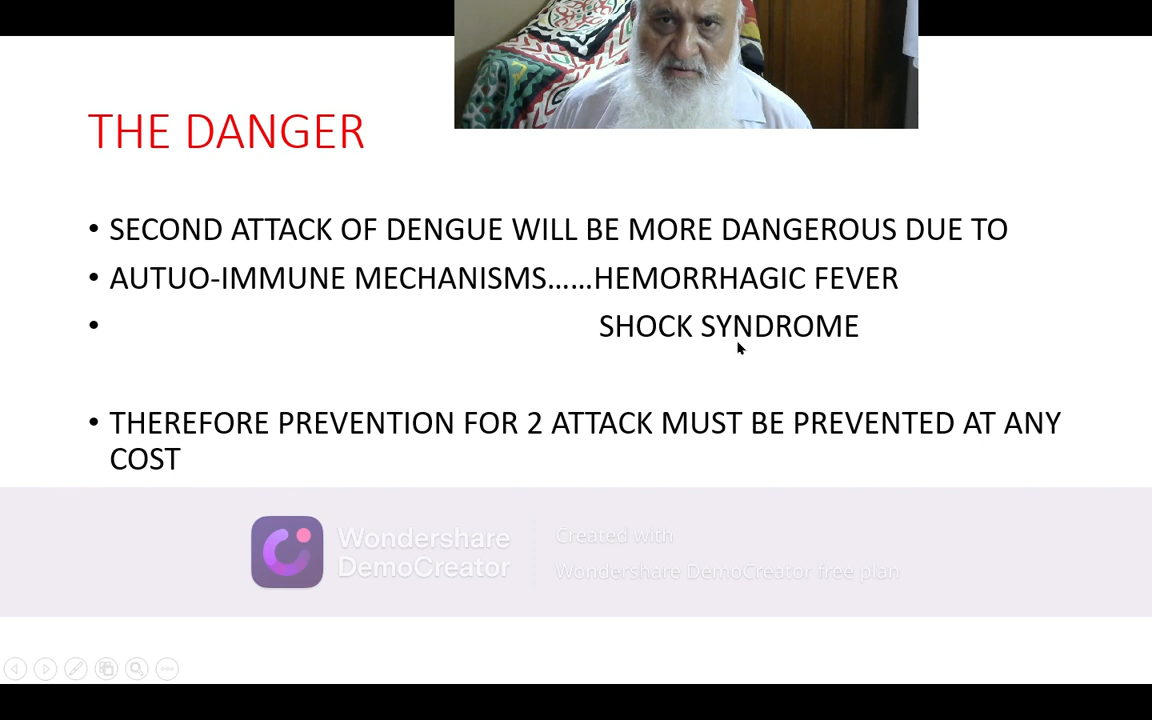 THE DANGER
• SECOND ATTACK OF DENGUE WILL BE MORE DANGEROUS DUE TO
• AUTUO-IMMUNE MECHANISMS……HEMORRHAGIC FEVER
• SHOCK SYNDROME
• THEREFORE PREVENTION FOR 2 ATTACK MUST BE PREVENTED AT ANY
COST
Wondershare
DemoCreator
Created with
Wondershare DemoCreator free plan